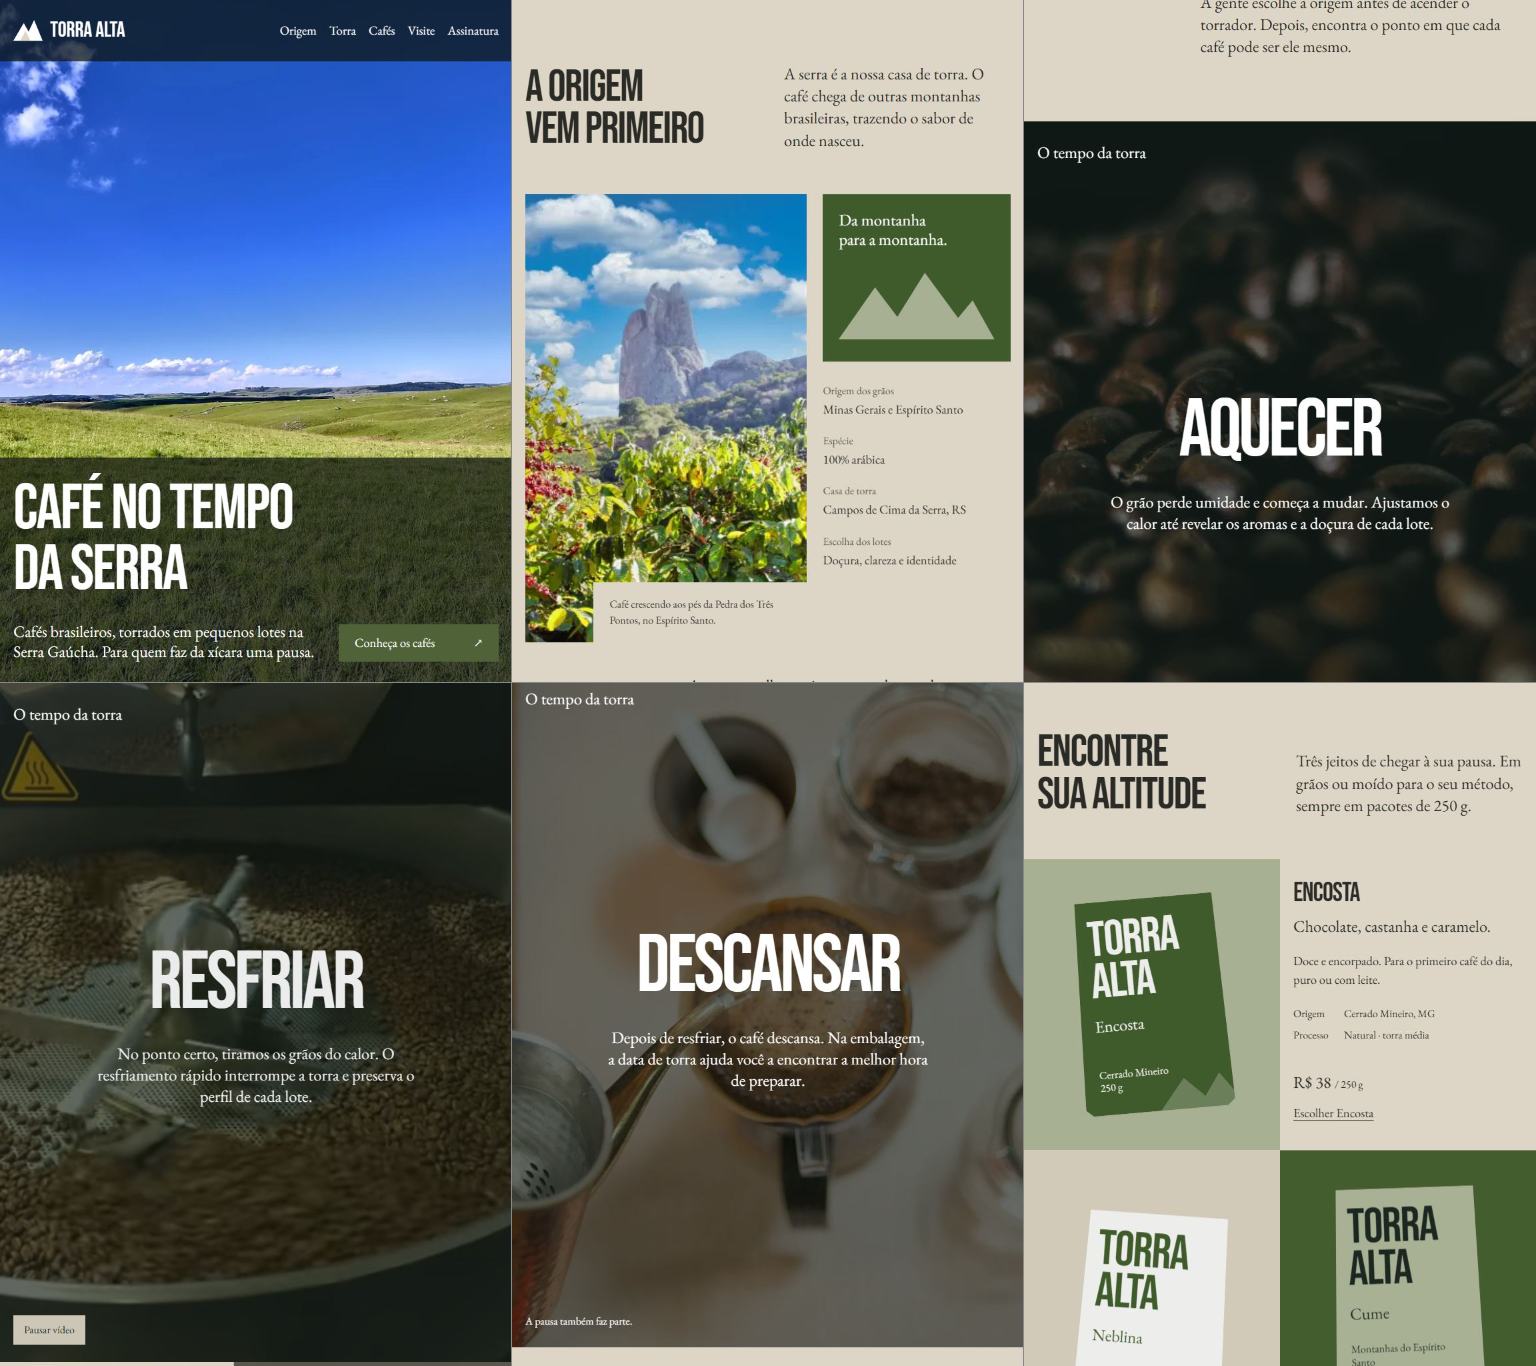 TORRA ALTA
Origem Torra Cafés Visite Assinatura
CAFÉ NO TEMPO
DA SERRA
Cafés brasileiros, torrados em pequenos lotes na
Serra Gaúcha. Para quem faz da xícara uma pausa.
Conheça os cafés ↗
A ORIGEM
VEM PRIMEIRO
A serra é a nossa casa de torra. O
café chega de outras montanhas
brasileiras, trazendo o sabor de
onde nasceu.
Da montanha
para a montanha.
Origem dos grãos
Minas Gerais e Espírito Santo
Espécie
100% arábica
Casa de torra
Campos de Cima da Serra, RS
Escolha dos lotes
Doçura, clareza e identidade
Café crescendo aos pés da Pedra dos Três
Pontos, no Espírito Santo.
A gente escolhe a origem antes de acender o
torrador. Depois, encontra o ponto em que cada
café pode ser ele mesmo.
O tempo da torra
AQUECER
O grão perde umidade e começa a mudar. Ajustamos o
calor até revelar os aromas e a doçura de cada lote.
O tempo da torra
RESFRIAR
No ponto certo, tiramos os grãos do calor. O
resfriamento rápido interrompe a torra e preserva o
perfil de cada lote.
Pausar vídeo
O tempo da torra
DESCANSAR
Depois de resfriar, o café descansa. Na embalagem,
a data de torra ajuda você a encontrar a melhor hora
de preparar.
A pausa também faz parte.
ENCONTRE
SUA ALTITUDE
Três jeitos de chegar à sua pausa. Em
grãos ou moído para o seu método,
sempre em pacotes de 250 g.
TORRA
ALTA
Encosta
Cerrado Mineiro
250 g
ENCOSTA
Chocolate, castanha e caramelo.
Doce e encorpado. Para o primeiro café do dia,
puro ou com leite.
Origem Cerrado Mineiro, MG
Processo Natural · torra média
R$ 38 / 250 g
Escolher Encosta
TORRA
ALTA
Neblina
TORRA
ALTA
Cume
Montanhas do Espírito
Santo